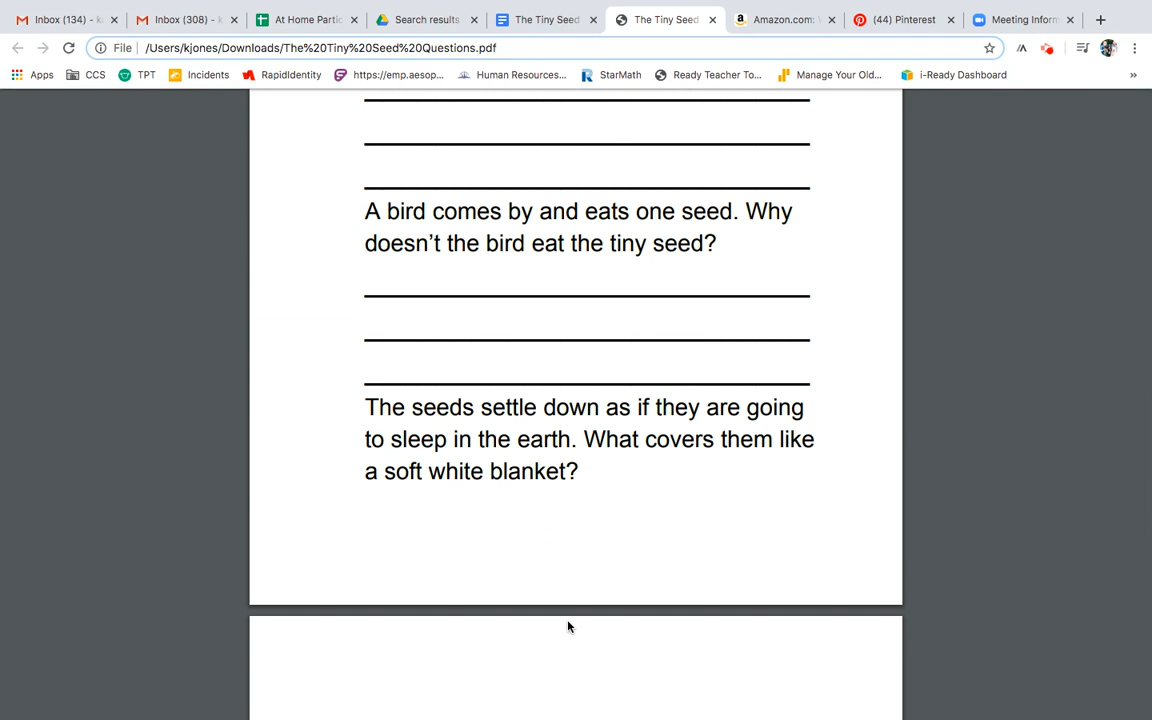 Inbox (134) - k
Inbox (308) - k
At Home Partic
Search results
The Tiny Seed
The Tiny Seed
Amazon.com:
(44) Pinterest
Meeting Inform
File
/Users/kjones/Downloads/The%20Tiny%20Seed%20Questions.pdf
Apps
CCS
TPT
Incidents
RapidIdentity
https://emp.aesop...
Human Resources...
StarMath
Ready Teacher To...
Manage Your Old...
i-Ready Dashboard
»
A bird comes by and eats one seed. Why
doesn’t the bird eat the tiny seed?
The seeds settle down as if they are going
to sleep in the earth. What covers them like
a soft white blanket?